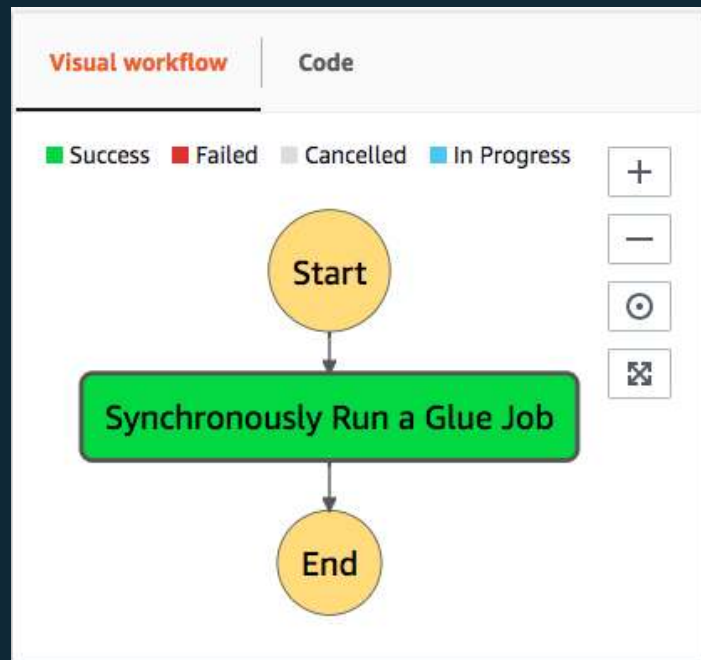 Visual workflow Code
Success Failed Cancelled In Progress
Start
Synchronously Run a Glue Job
End